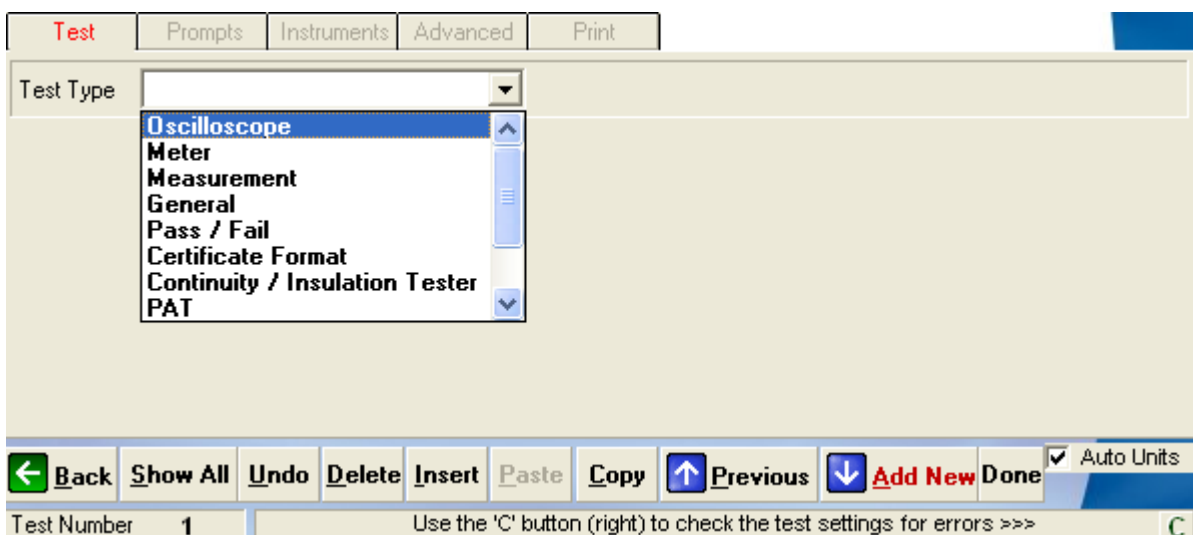 Test Prompts Instruments Advanced Print
Test Type
Oscilloscope
Meter
Measurement
General
Pass / Fail
Certificate Format
Continuity / Insulation Tester
PAT
Back Show All Undo Delete Insert Paste Copy Previous Add New Done Auto Units
Test Number 1 Use the 'C' button (right) to check the test settings for errors >>> C